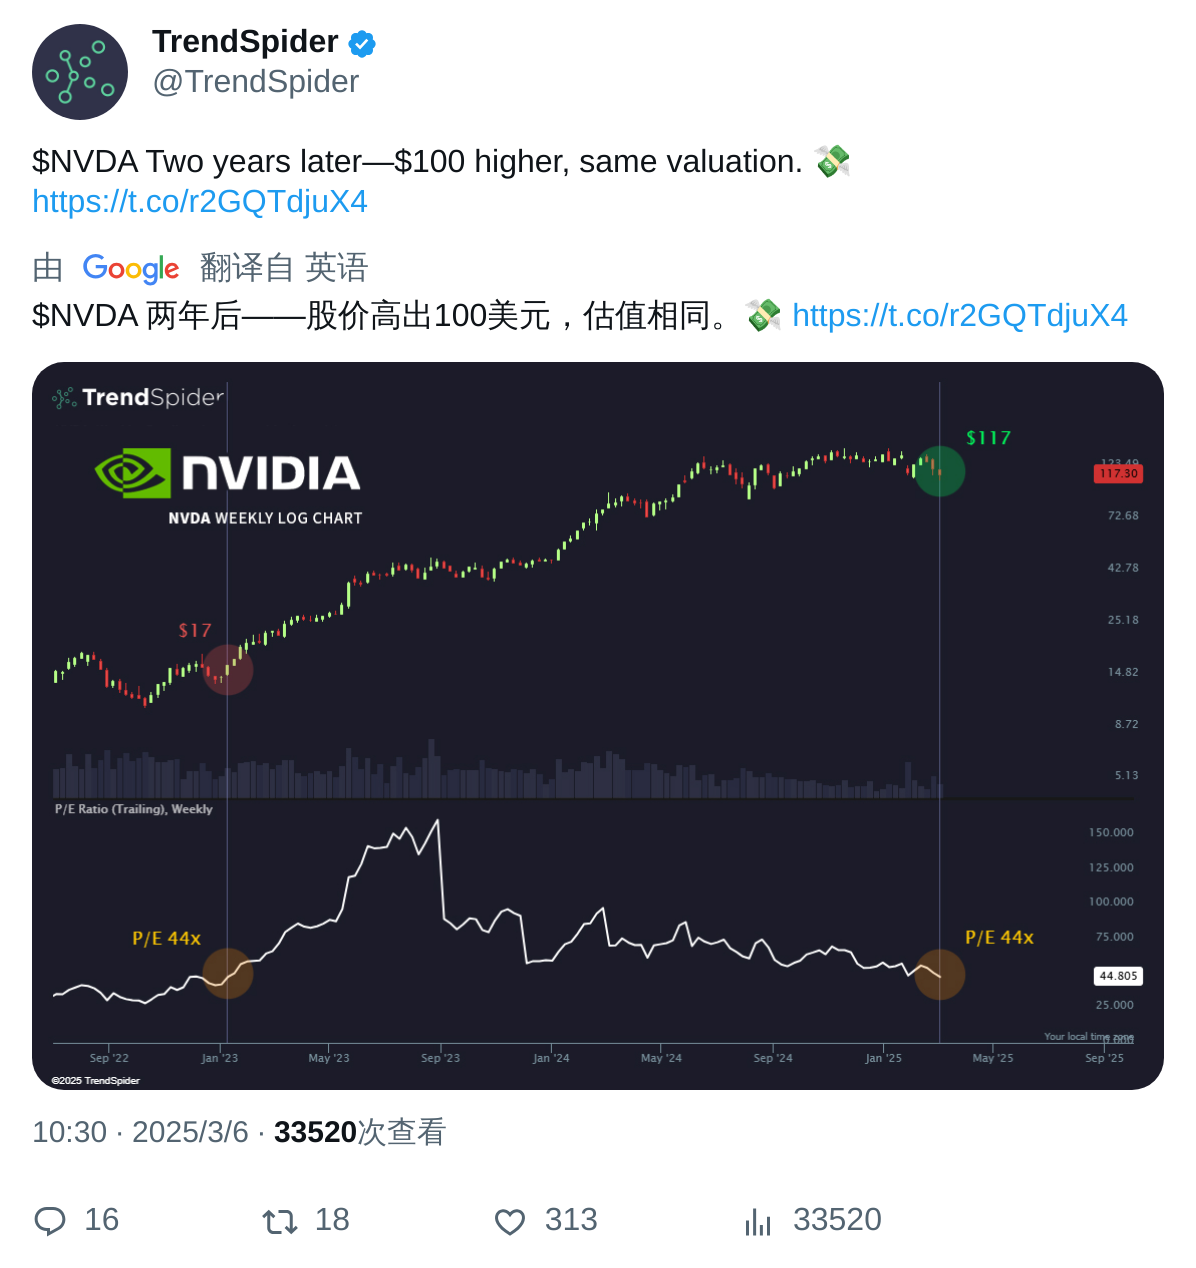 TrendSpider
@TrendSpider
$NVDA Two years later—$100 higher, same valuation. 💸
https://t.co/r2GQTdjuX4
由 Google 翻译自 英语
$NVDA 两年后——股价高出100美元，估值相同。💸 https://t.co/r2GQTdjuX4
TrendSpider
$117
123.49
117.30
NVIDIA
NVDA WEEKLY LOG CHART
72.68
42.78
25.18
$17
14.82
8.72
5.13
P/E Ratio (Trailing), Weekly
150.000
125.000
100.000
75.000
P/E 44x
P/E 44x
44.805
25.000
Your local time zone
0.000
Sep '22 Jan '23 May '23 Sep '23 Jan '24 May '24 Sep '24 Jan '25 May '25 Sep '25
©2025 TrendSpider
10:30 · 2025/3/6 · 33520次查看
16 18 313 33520